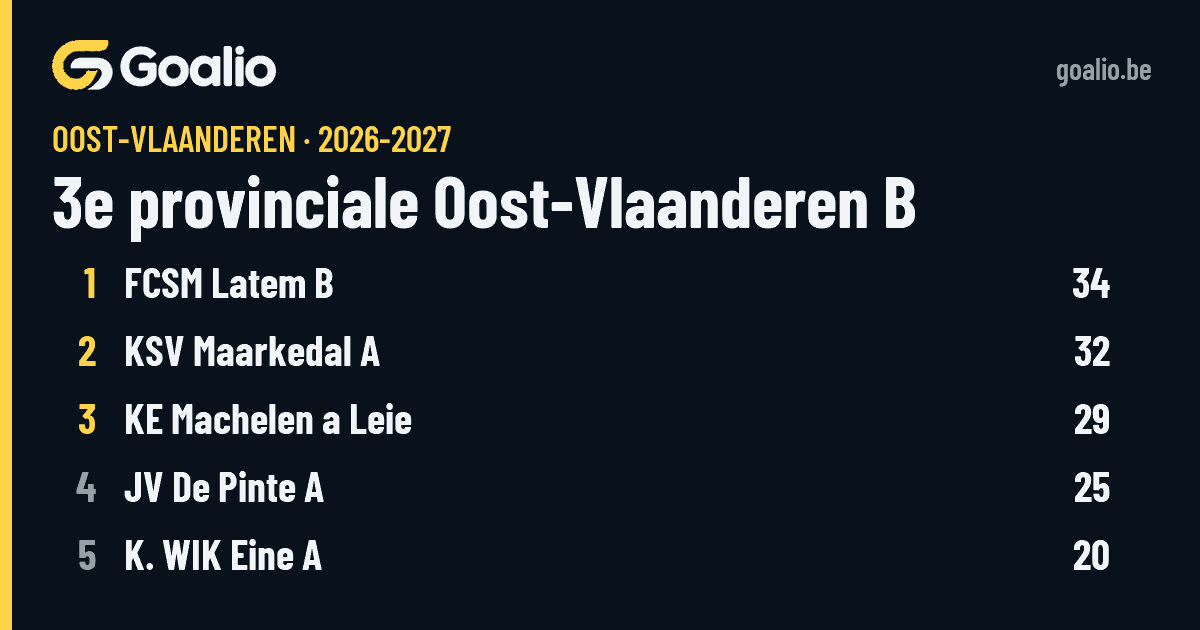 Goalio
goalio.be
OOST-VLAANDEREN · 2026-2027
3e provinciale Oost-Vlaanderen B
1 FCSM Latem B 34
2 KSV Maarkedal A 32
3 KE Machelen a Leie 29
4 JV De Pinte A 25
5 K. WIK Eine A 20